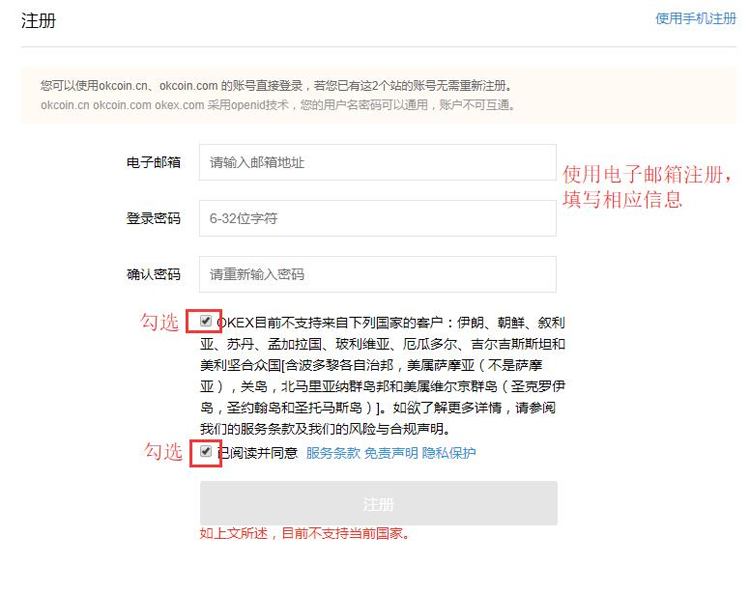 注册
使用手机注册
您可以使用okcoin.cn、okcoin.com 的账号直接登录，若您已有这2个站的账号无需重新注册。
okcoin.cn okcoin.com okex.com 采用openid技术，您的用户名密码可以通用，账户不可互通。
电子邮箱
请输入邮箱地址
使用电子邮箱注册，
填写相应信息
登录密码
6-32位字符
确认密码
请重新输入密码
勾选
OKEX目前不支持来自下列国家的客户：伊朗、朝鲜、叙利
亚、苏丹、孟加拉国、玻利维亚、厄瓜多尔、吉尔吉斯斯坦和
美利坚合众国[含波多黎各自治邦，美属萨摩亚（不是萨摩
亚），关岛，北马里亚纳群岛邦和美属维尔京群岛（圣克罗伊
岛，圣约翰岛和圣托马斯岛）]。如欲了解更多详情，请参阅
我们的服务条款及我们的风险与合规声明。
勾选
已阅读并同意 服务条款 免责声明 隐私保护
注册
如上文所述，目前不支持当前国家。